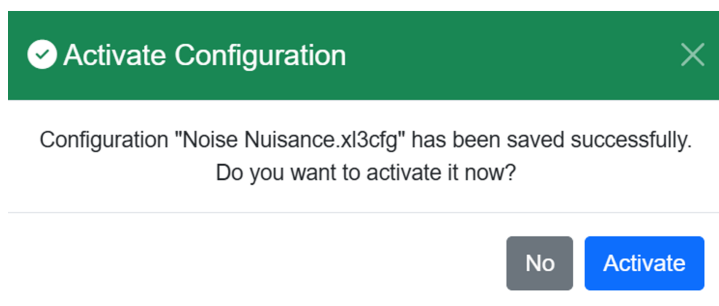 Activate Configuration
Configuration "Noise Nuisance.xl3cfg" has been saved successfully.
Do you want to activate it now?
No
Activate